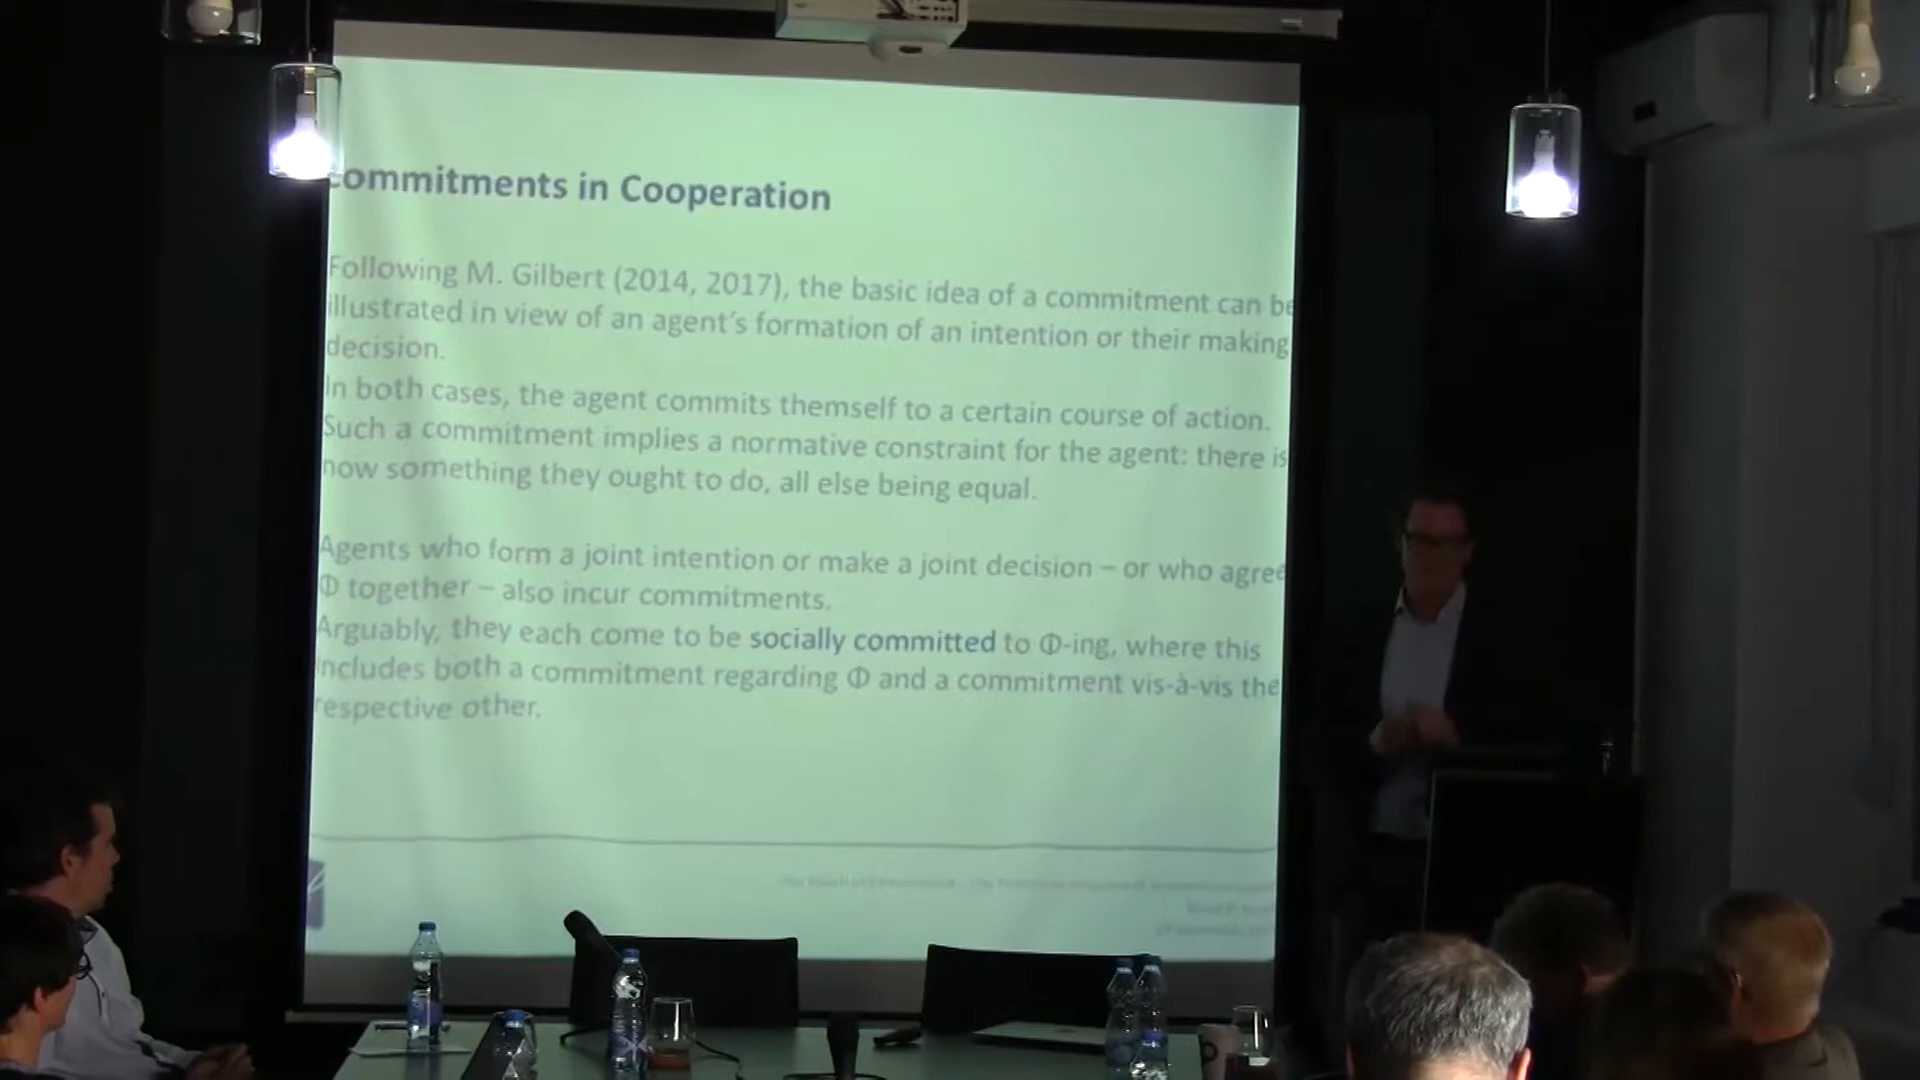 ommitments in Cooperation
Following M. Gilbert (2014, 2017), the basic idea of a commitment can be
illustrated in view of an agent's formation of an intention or their making
decision.
In both cases, the agent commits themself to a certain course of action.
Such a commitment implies a normative constraint for the agent: there is
now something they ought to do, all else being equal.
Agents who form a joint intention or make a joint decision – or who agree
Φ together – also incur commitments.
Arguably, they each come to be socially committed to Φ-ing, where this
includes both a commitment regarding Φ and a commitment vis-à-vis the
respective other.